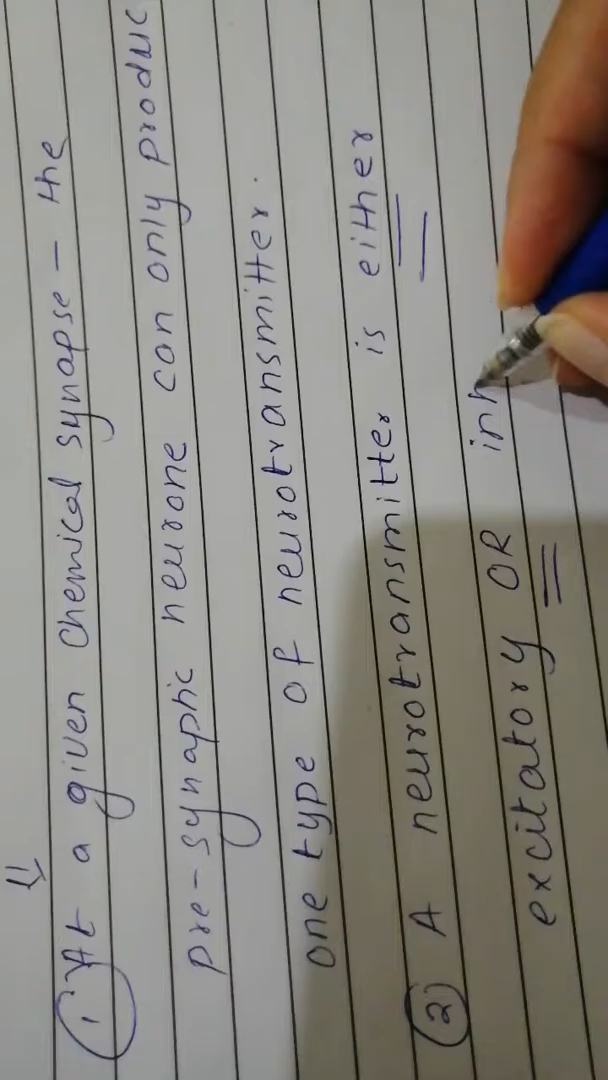 1) At a given chemical synapse - the
pre-synaptic neurone can only produc
one type of neurotransmitter.
2) A neurotransmitter is either
excitatory OR inh